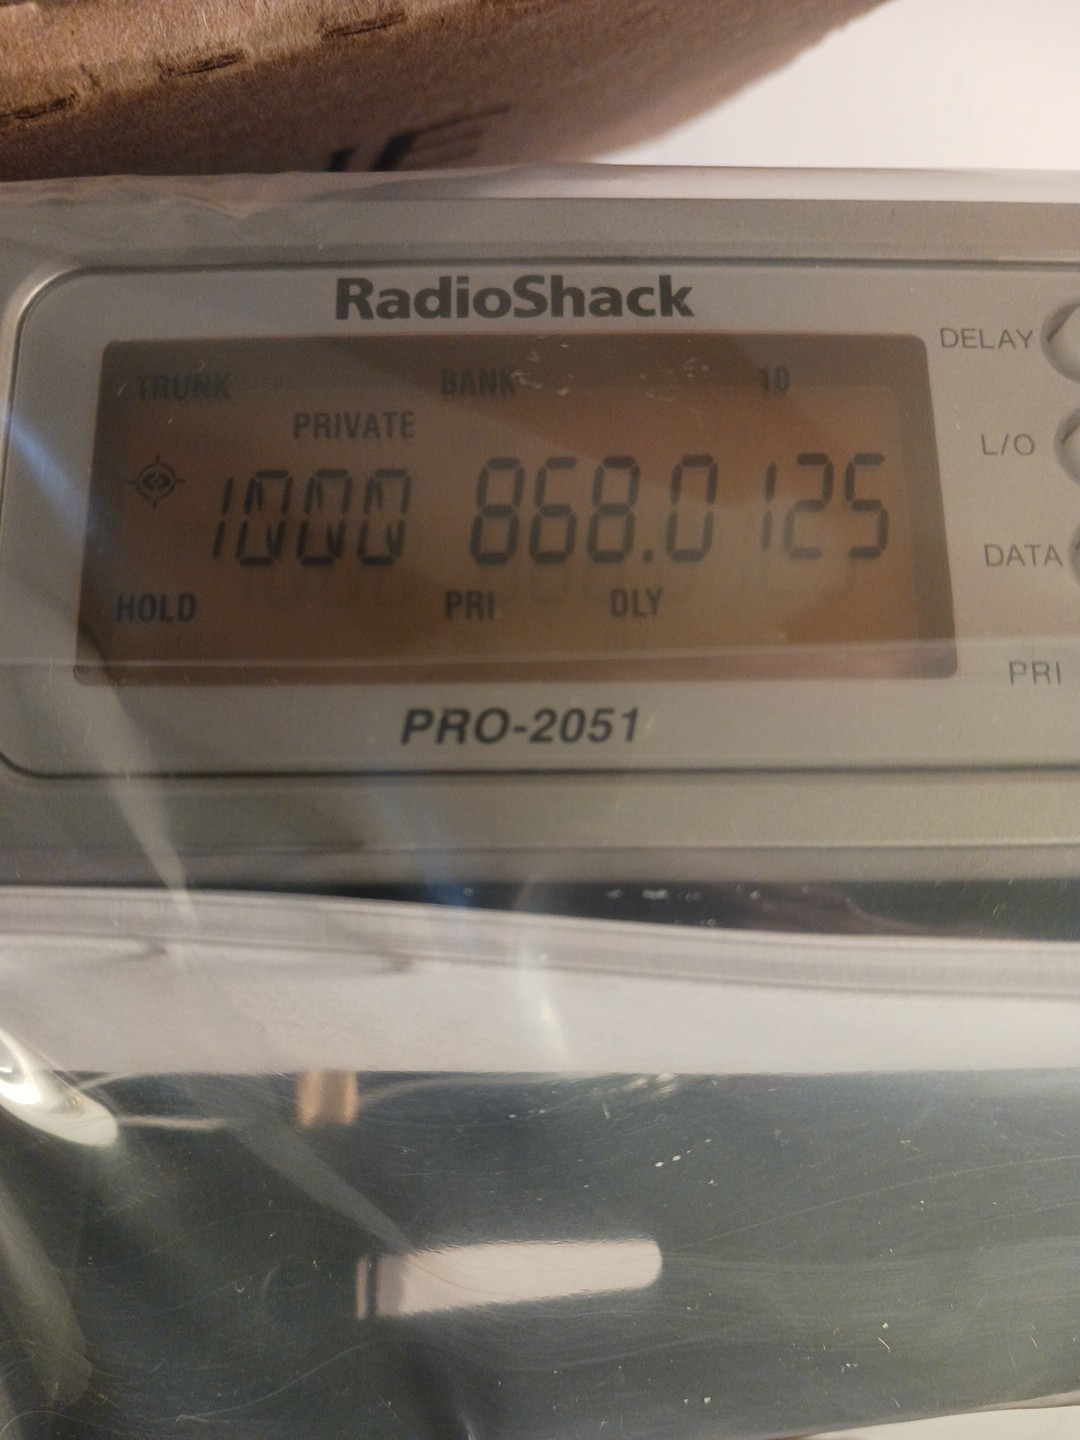 RadioShack
TRUNK BANK 10
PRIVATE
1000 868.0125
HOLD PRI DLY
PRO-2051
DELAY
L/O
DATA
PRI